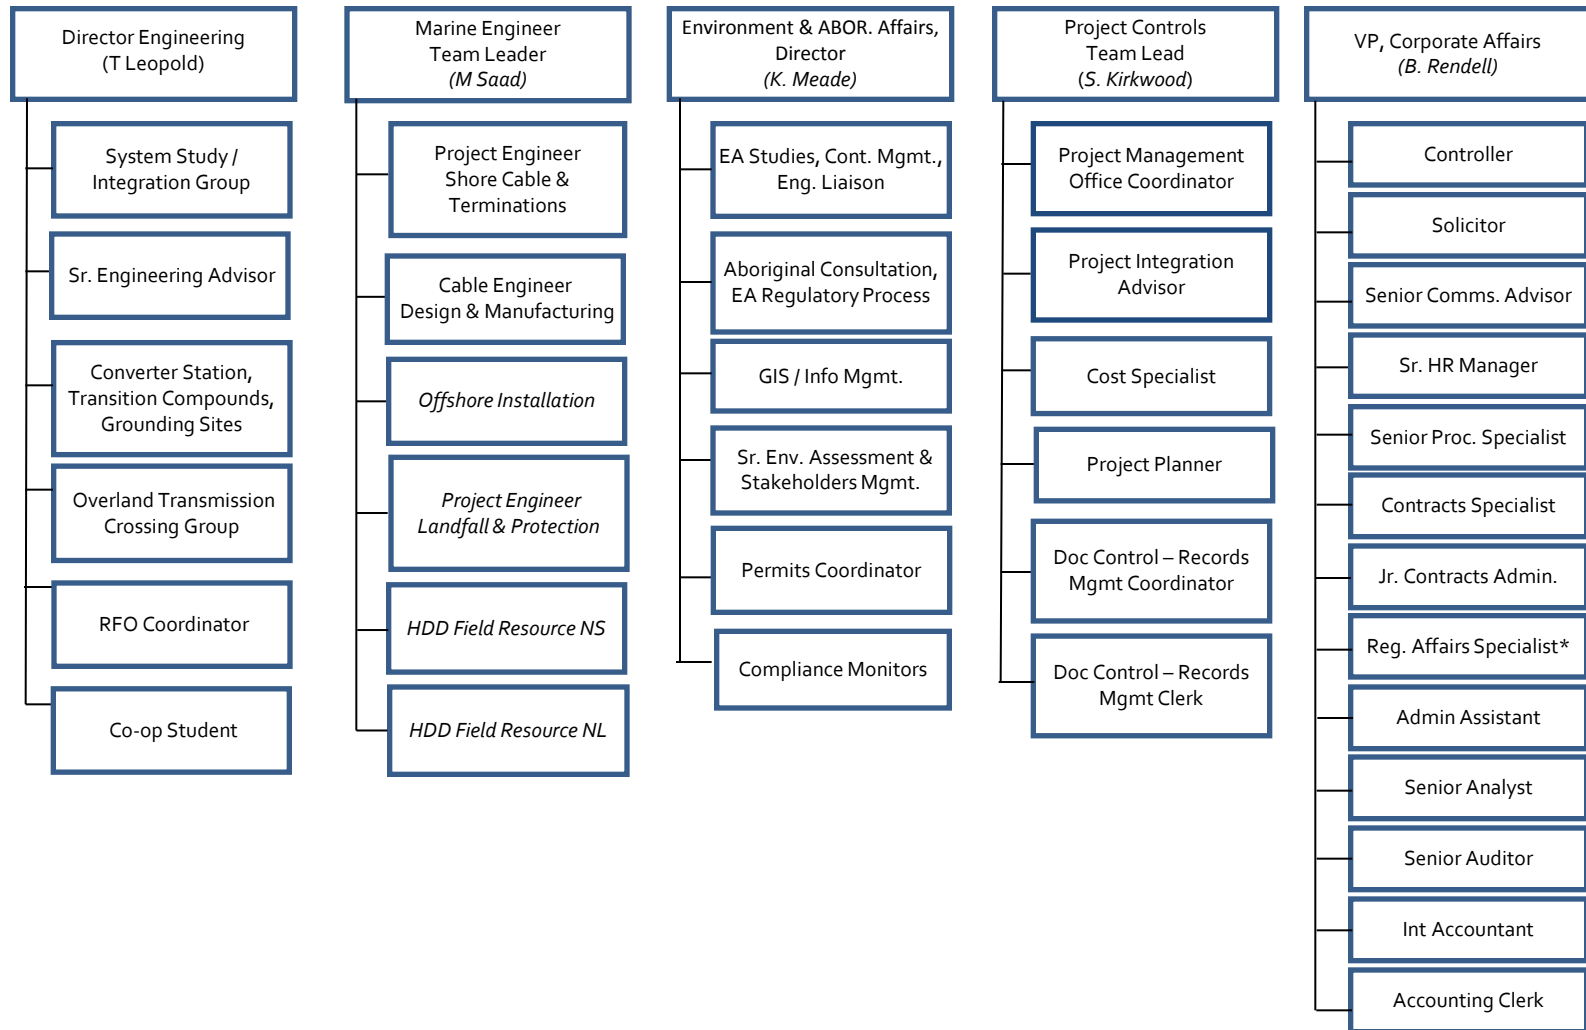 Director Engineering
(T Leopold)
System Study /
Integration Group
Sr. Engineering Advisor
Converter Station,
Transition Compounds,
Grounding Sites
Overland Transmission
Crossing Group
RFO Coordinator
Co-op Student
Marine Engineer
Team Leader
(M Saad)
Project Engineer
Shore Cable &
Terminations
Cable Engineer
Design & Manufacturing
Offshore Installation
Project Engineer
Landfall & Protection
HDD Field Resource NS
HDD Field Resource NL
Environment & ABOR. Affairs,
Director
(K. Meade)
EA Studies, Cont. Mgmt.,
Eng. Liaison
Aboriginal Consultation,
EA Regulatory Process
GIS / Info Mgmt.
Sr. Env. Assessment &
Stakeholders Mgmt.
Permits Coordinator
Compliance Monitors
Project Controls
Team Lead
(S. Kirkwood)
Project Management
Office Coordinator
Project Integration
Advisor
Cost Specialist
Project Planner
Doc Control – Records
Mgmt Coordinator
Doc Control – Records
Mgmt Clerk
VP, Corporate Affairs
(B. Rendell)
Controller
Solicitor
Senior Comms. Advisor
Sr. HR Manager
Senior Proc. Specialist
Contracts Specialist
Jr. Contracts Admin.
Reg. Affairs Specialist*
Admin Assistant
Senior Analyst
Senior Auditor
Int Accountant
Accounting Clerk